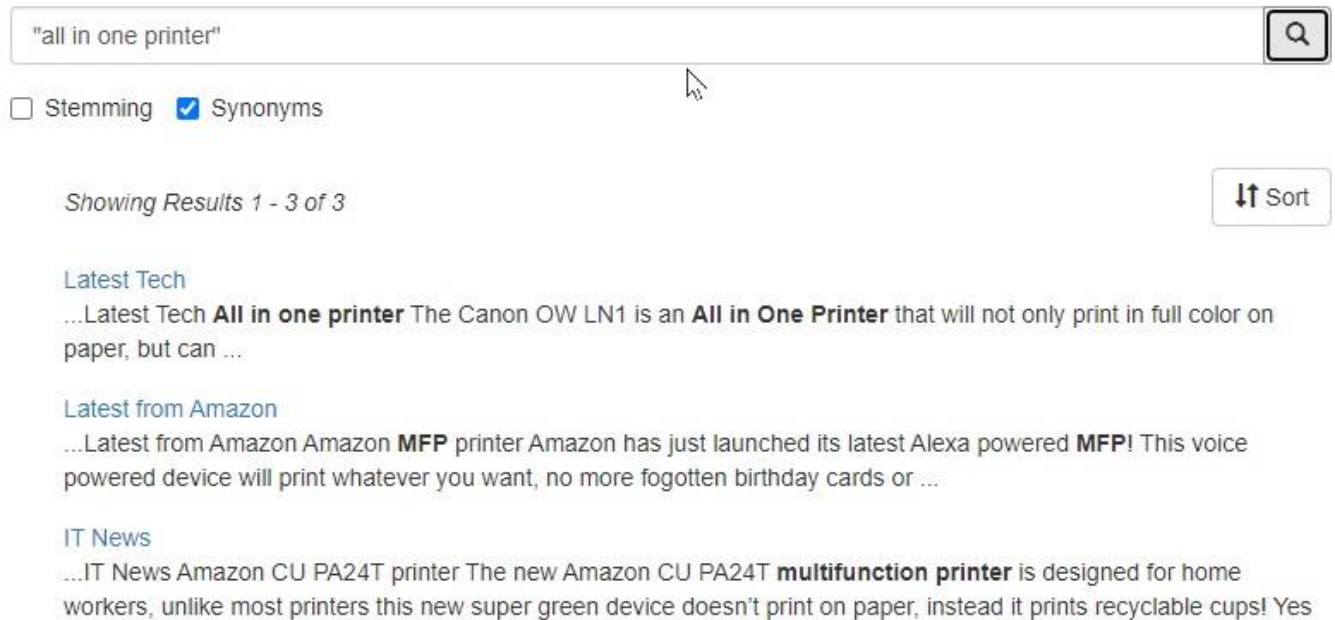 "all in one printer"
Stemming Synonyms
Showing Results 1 - 3 of 3
Sort
Latest Tech
...Latest Tech All in one printer The Canon OW LN1 is an All in One Printer that will not only print in full color on
paper, but can ...
Latest from Amazon
...Latest from Amazon Amazon MFP printer Amazon has just launched its latest Alexa powered MFP! This voice
powered device will print whatever you want, no more fogotten birthday cards or ...
IT News
...IT News Amazon CU PA24T printer The new Amazon CU PA24T multifunction printer is designed for home
workers, unlike most printers this new super green device doesn't print on paper, instead it prints recyclable cups! Yes